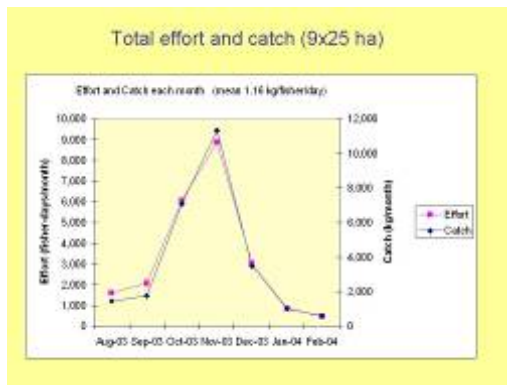 Total effort and catch (9x25 ha)
Effort and Catch each month (mean 1.16 kg/fisher/day)
10,000
9,000
8,000
7,000
6,000
5,000
4,000
3,000
2,000
1,000
0
Effort (fisher-days/month)
12,000
10,000
8,000
6,000
4,000
2,000
0
Catch (kg/month)
Effort
Catch
Aug-03 Sep-03 Oct-03 Nov-03 Dec-03 Jan-04 Feb-04